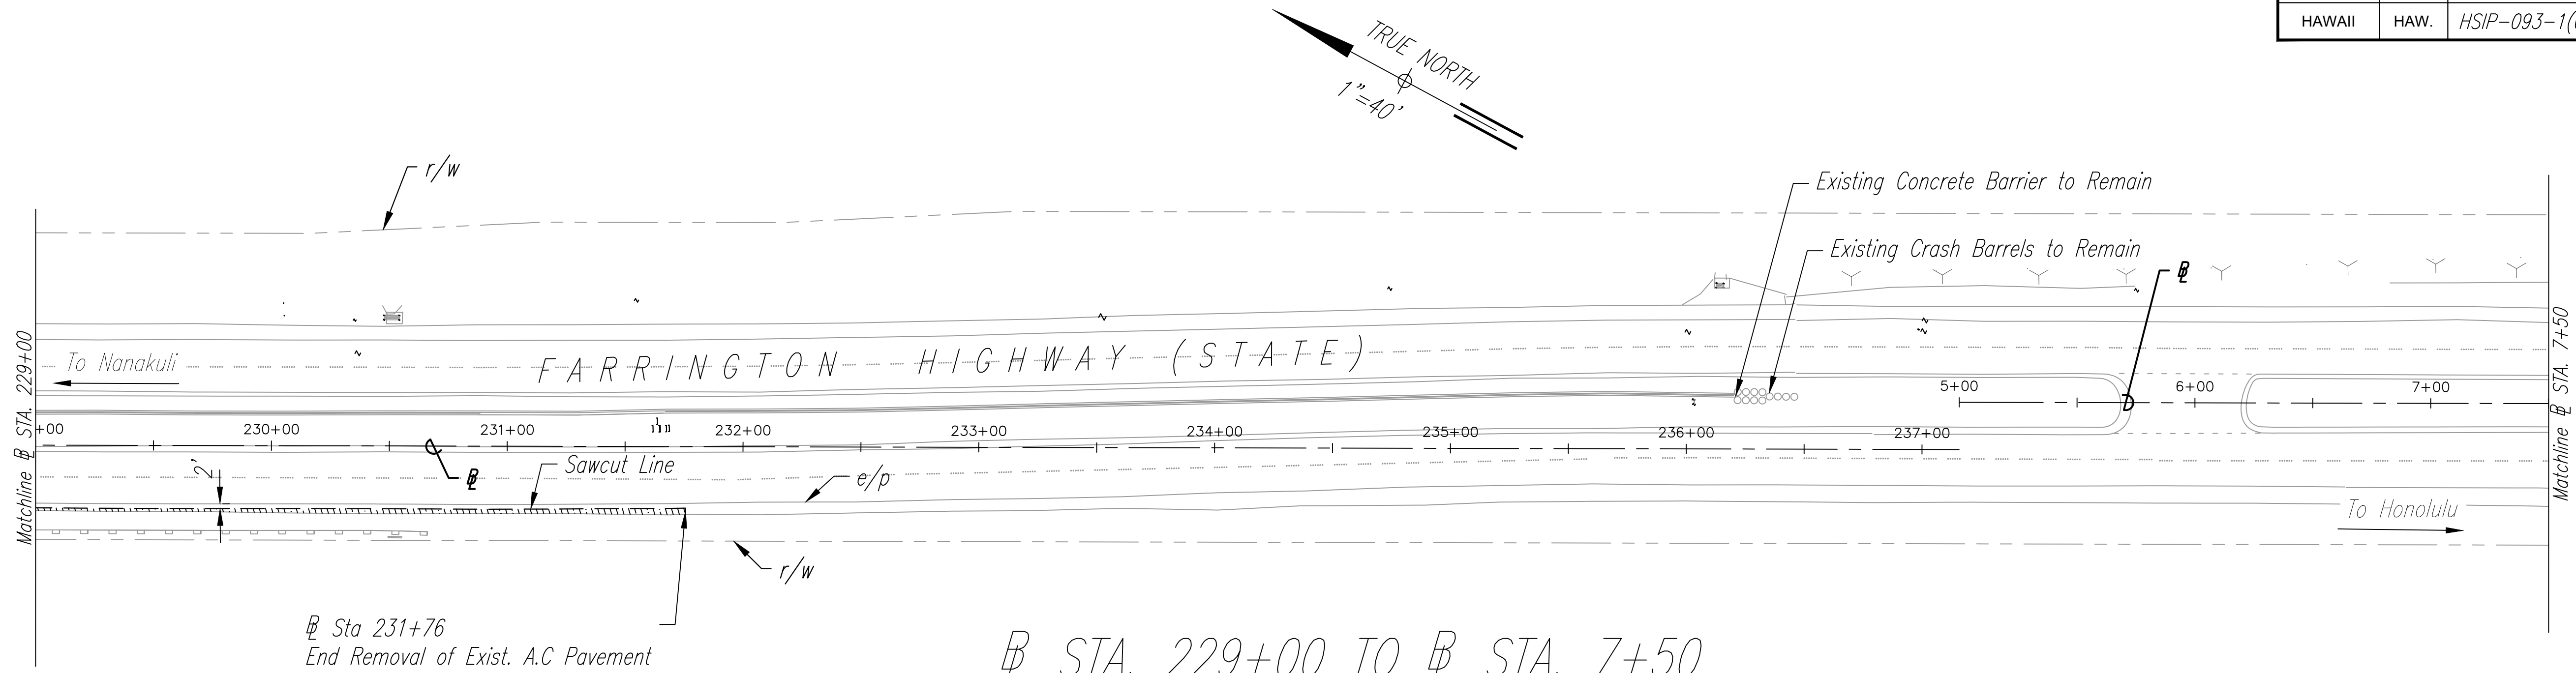 HAWAII HAW. HSIP-093-1(
TRUE NORTH
1"=40'
r/w
Existing Concrete Barrier to Remain
Existing Crash Barrels to Remain
℔
Matchline ℔ STA. 229+00
To Nanakuli
FARRINGTON HIGHWAY (STATE)
5+00 6+00 7+00
Matchline ℔ STA. 7+50
+00 230+00 231+00 232+00 233+00 234+00 235+00 236+00 237+00
2'
Sawcut Line
℔
e/p
To Honolulu
r/w
℔ Sta 231+76
End Removal of Exist. A.C Pavement
℔ STA. 229+00 TO ℔ STA. 7+50